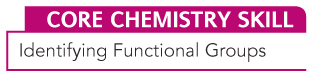 CORE CHEMISTRY SKILL
Identifying Functional Groups